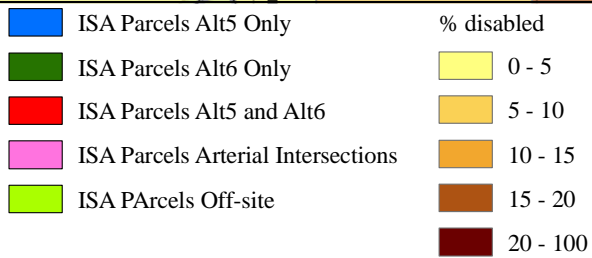 ISA Parcels Alt5 Only
ISA Parcels Alt6 Only
ISA Parcels Alt5 and Alt6
ISA Parcels Arterial Intersections
ISA PArcels Off-site
% disabled
0 - 5
5 - 10
10 - 15
15 - 20
20 - 100